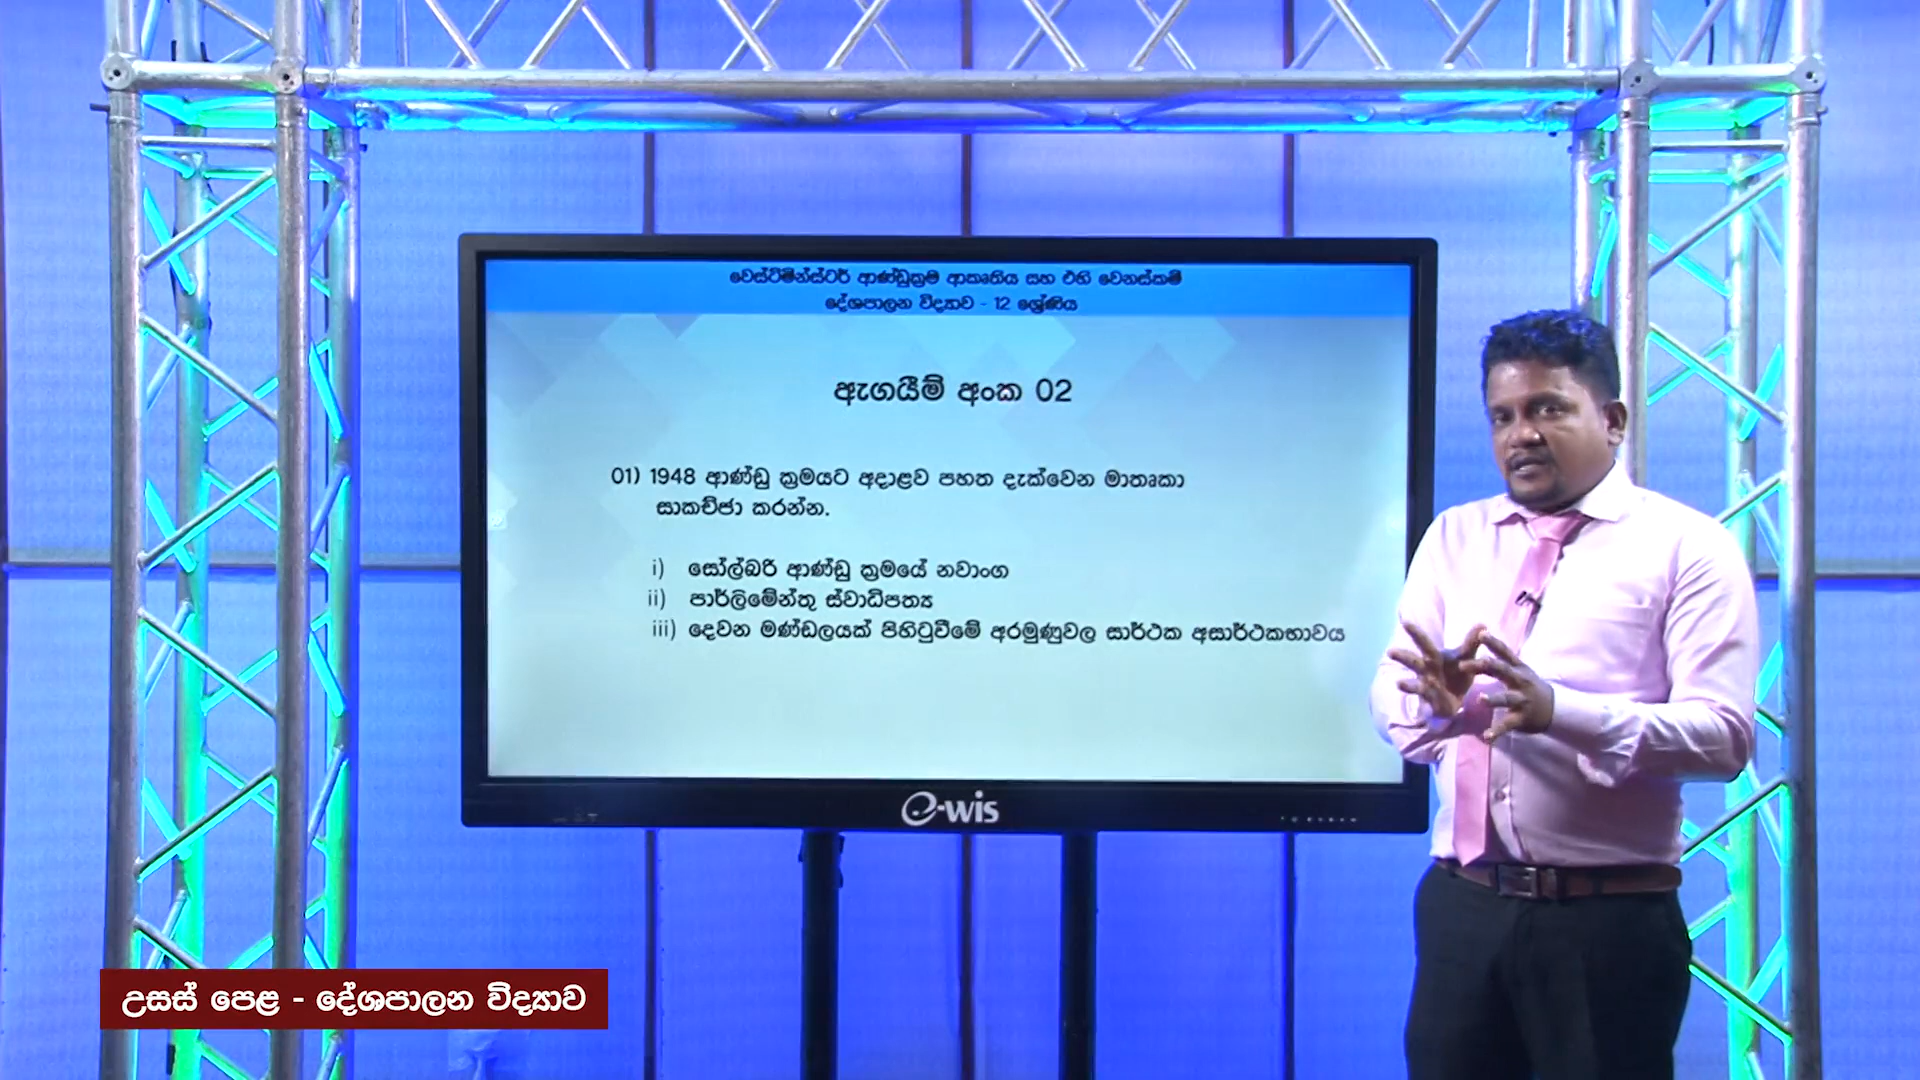 වෙස්ට්මින්ස්ටර් ආණ්ඩුක්‍රම ආකෘතිය සහ එහි වෙනස්කම්
දේශපාලන විද්‍යාව - 12 ශ්‍රේණිය
ඇගයීම් අංක 02
01) 1948 ආණ්ඩු ක්‍රමයට අදාළව පහත දැක්වෙන මාතෘකා
සාකච්ඡා කරන්න.
i) සෝල්බරි ආණ්ඩු ක්‍රමයේ නවාංග
ii) පාර්ලිමේන්තු ස්වාධිපත්‍ය
iii) දෙවන මණ්ඩලයක් පිහිටුවීමේ අරමුණුවල සාර්ථක අසාර්ථකභාවය
e-wis
උසස් පෙළ - දේශපාලන විද්‍යාව